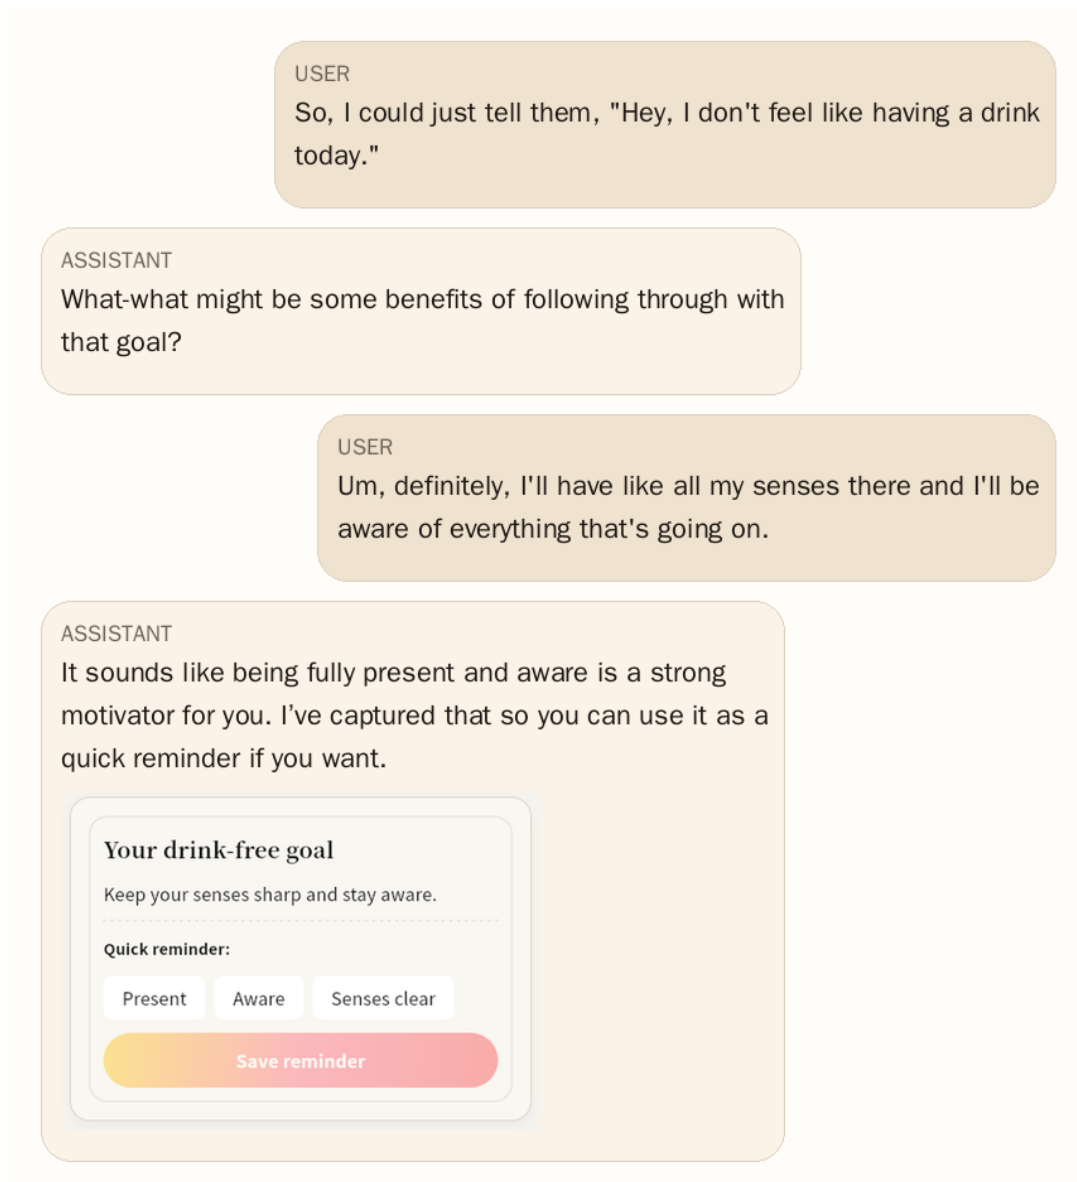 USER
So, I could just tell them, "Hey, I don't feel like having a drink
today."
ASSISTANT
What-what might be some benefits of following through with
that goal?
USER
Um, definitely, I'll have like all my senses there and I'll be
aware of everything that's going on.
ASSISTANT
It sounds like being fully present and aware is a strong
motivator for you. I’ve captured that so you can use it as a
quick reminder if you want.
Your drink-free goal
Keep your senses sharp and stay aware.
Quick reminder:
Present Aware Senses clear
Save reminder